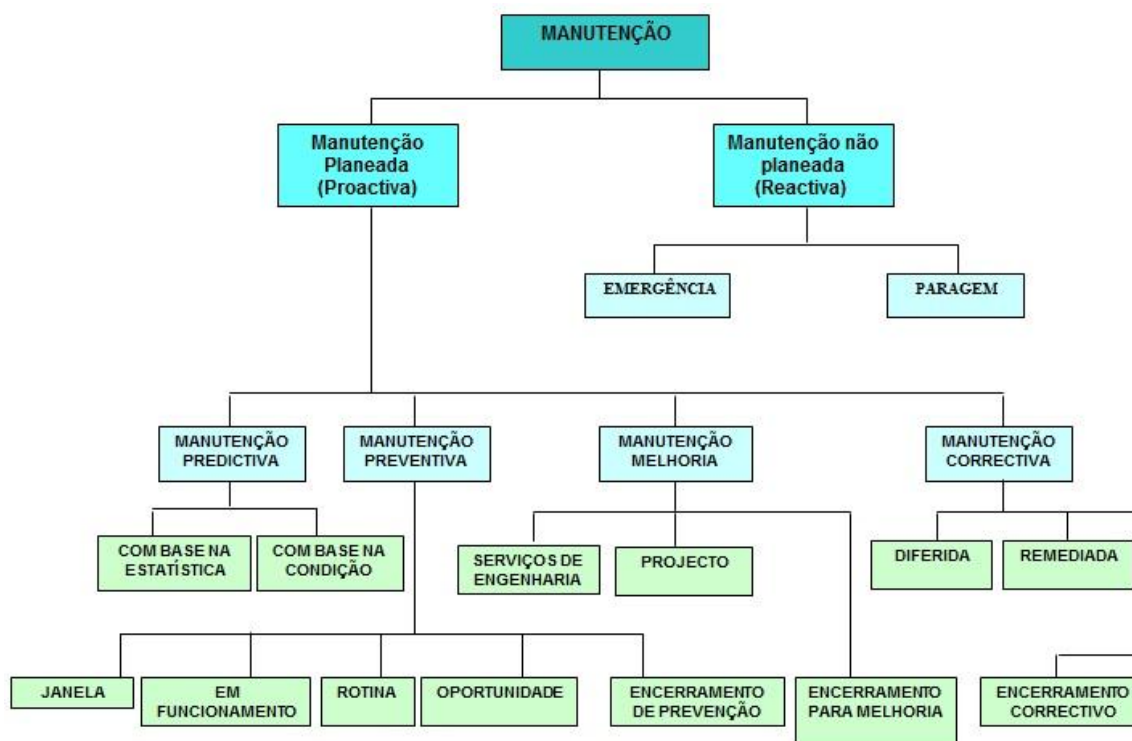 MANUTENÇÃO
Manutenção
Planeada
(Proactiva)
Manutenção não
planeada
(Reactiva)
EMERGÊNCIA
PARAGEM
MANUTENÇÃO
PREDICTIVA
MANUTENÇÃO
PREVENTIVA
MANUTENÇÃO
MELHORIA
MANUTENÇÃO
CORRECTIVA
COM BASE NA
ESTATÍSTICA
COM BASE NA
CONDIÇÃO
SERVIÇOS DE
ENGENHARIA
PROJECTO
DIFERIDA
REMEDIADA
JANELA
EM
FUNCIONAMENTO
ROTINA
OPORTUNIDADE
ENCERRAMENTO
DE PREVENÇÃO
ENCERRAMENTO
PARA MELHORIA
ENCERRAMENTO
CORRECTIVO